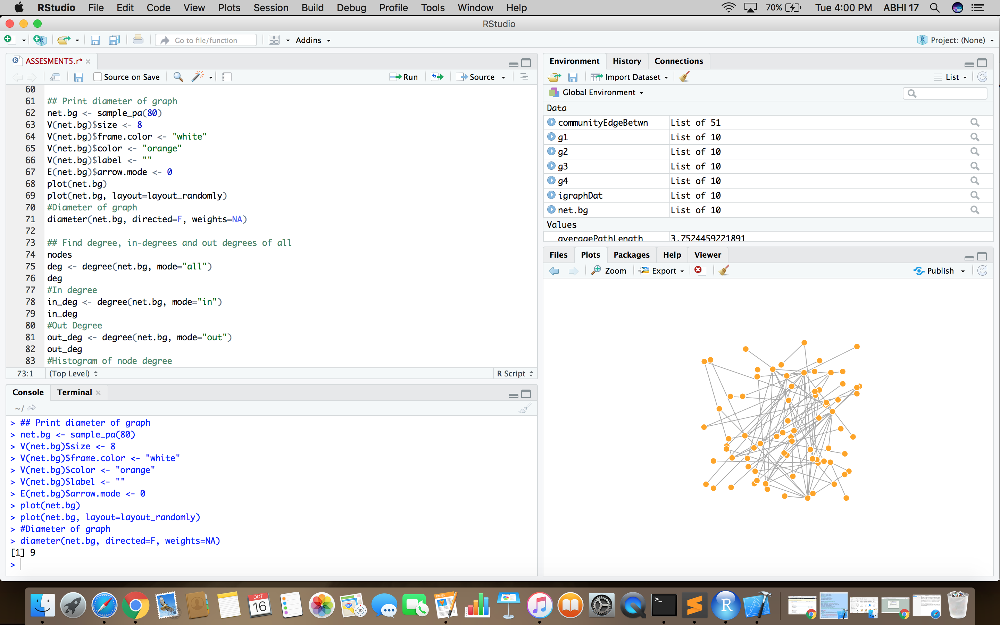 RStudio File Edit Code View Plots Session Build Debug Profile Tools Window Help 70% Tue 4:00 PM ABHI 17
RStudio
Go to file/function Addins Project: (None)
ASSESMENT5.r*
Source on Save Run Source
60
61 ## Print diameter of graph
62 net.bg <- sample_pa(80)
63 V(net.bg)$size <- 8
64 V(net.bg)$frame.color <- "white"
65 V(net.bg)$color <- "orange"
66 V(net.bg)$label <- ""
67 E(net.bg)$arrow.mode <- 0
68 plot(net.bg)
69 plot(net.bg, layout=layout_randomly)
70 #Diameter of graph
71 diameter(net.bg, directed=F, weights=NA)
72
73 ## Find degree, in-degrees and out degrees of all
74 nodes
75 deg <- degree(net.bg, mode="all")
76 deg
77 #In degree
78 in_deg <- degree(net.bg, mode="in")
79 in_deg
80 #Out Degree
81 out_deg <- degree(net.bg, mode="out")
82 out_deg
83 #Histogram of node degree
73:1 (Top Level) R Script
Console Terminal
~/
> ## Print diameter of graph
> net.bg <- sample_pa(80)
> V(net.bg)$size <- 8
> V(net.bg)$frame.color <- "white"
> V(net.bg)$color <- "orange"
> V(net.bg)$label <- ""
> E(net.bg)$arrow.mode <- 0
> plot(net.bg)
> plot(net.bg, layout=layout_randomly)
> #Diameter of graph
> diameter(net.bg, directed=F, weights=NA)
[1] 9
>
Environment History Connections
Import Dataset List
Global Environment
Data
communityEdgeBetwn List of 51
g1 List of 10
g2 List of 10
g3 List of 10
g4 List of 10
igraphDat List of 10
net.bg List of 10
Values
averagePathLength 3.7524459221891
Files Plots Packages Help Viewer
Zoom Export Publish
OCT
16
PAGES
280
3D
>_
R